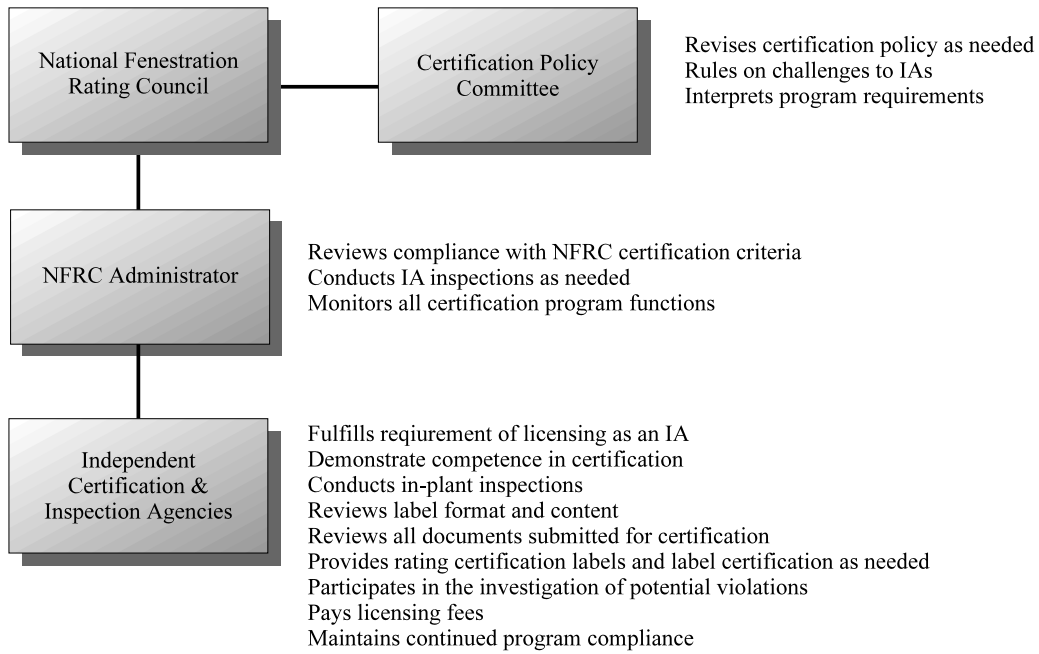 National Fenestration
Rating Council
Certification Policy
Committee
Revises certification policy as needed
Rules on challenges to IAs
Interprets program requirements
NFRC Administrator
Reviews compliance with NFRC certification criteria
Conducts IA inspections as needed
Monitors all certification program functions
Independent
Certification &
Inspection Agencies
Fulfills reqiurement of licensing as an IA
Demonstrate competence in certification
Conducts in-plant inspections
Reviews label format and content
Reviews all documents submitted for certification
Provides rating certification labels and label certification as needed
Participates in the investigation of potential violations
Pays licensing fees
Maintains continued program compliance